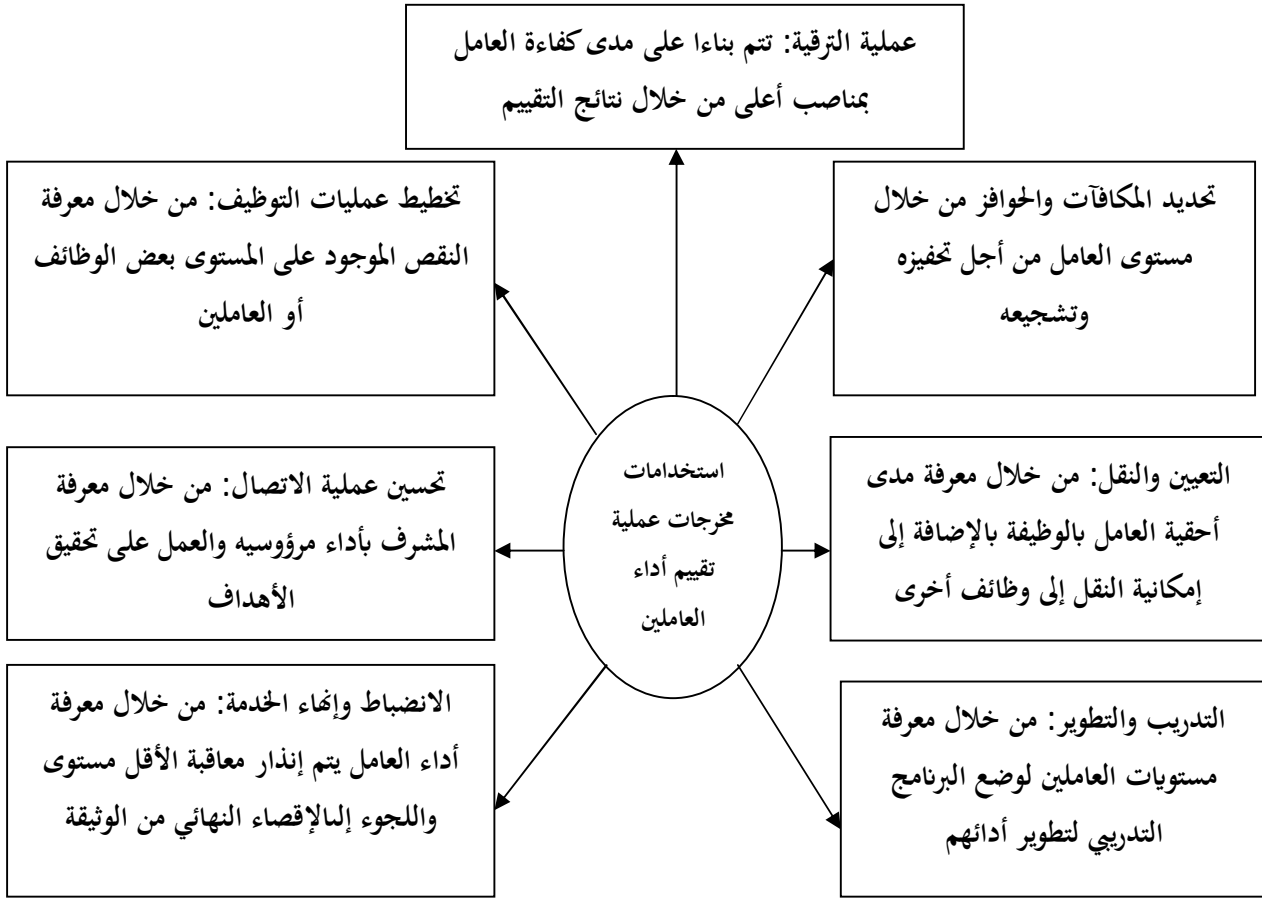 عملية الترقية: تتم بناءا على مدى كفاءة العامل
بمناصب أعلى من خلال نتائج التقييم
تحديد المكافآت والحوافز من خلال
مستوى العامل من أجل تحفيزه
وتشجيعه
تخطيط عمليات التوظيف: من خلال معرفة
النقص الموجود على المستوى بعض الوظائف
أو العاملين
استخدامات
مخرجات عملية
تقييم أداء
العاملين
التعيين والنقل: من خلال معرفة مدى
أحقية العامل بالوظيفة بالإضافة إلى
إمكانية النقل إلى وظائف أخرى
تحسين عملية الاتصال: من خلال معرفة
المشرف بأداء مرؤوسيه والعمل على تحقيق
الأهداف
التدريب والتطوير: من خلال معرفة
مستويات العاملين لوضع البرنامج
التدريبي لتطوير أدائهم
الانضباط وإنهاء الخدمة: من خلال معرفة
أداء العامل يتم إنذار معاقبة الأقل مستوى
واللجوء إلىالإقصاء النهائي من الوثيقة